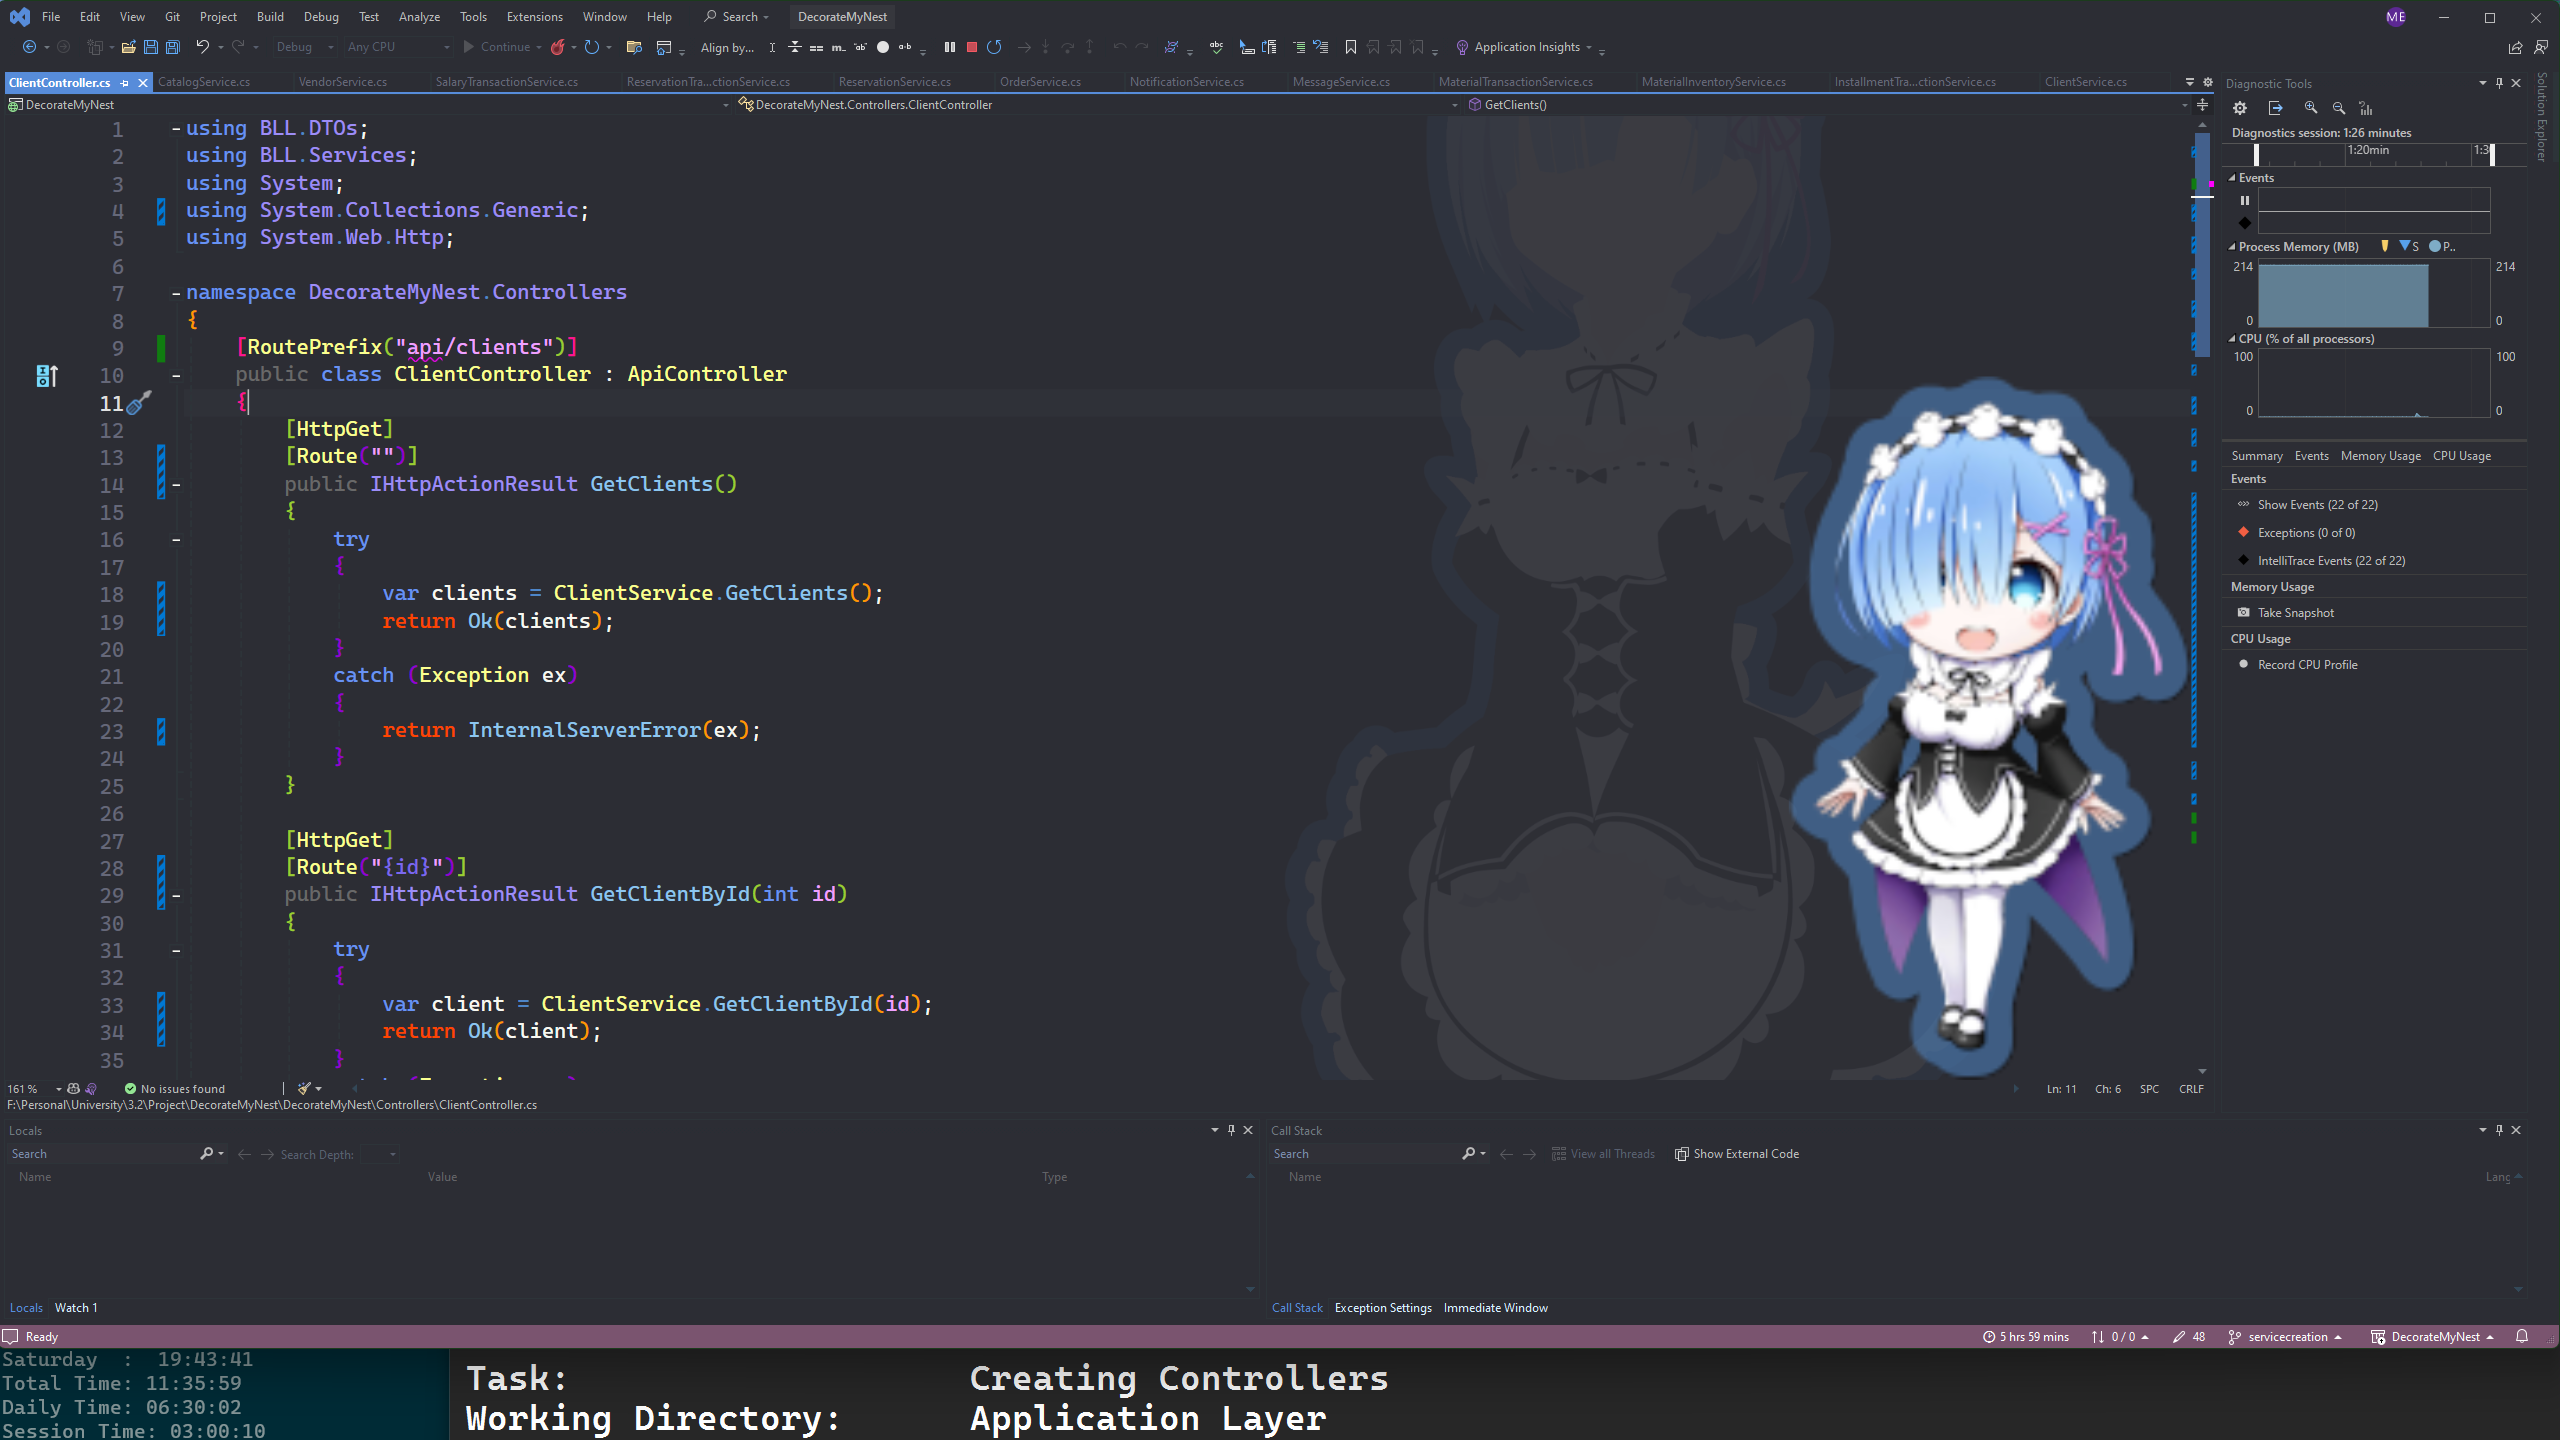 File Edit View Git Project Build Debug Test Analyze Tools Extensions Window Help Search DecorateMyNest ME
Debug Any CPU Continue Align by... Application Insights
ClientController.cs CatalogService.cs VendorService.cs SalaryTransactionService.cs ReservationTra...ctionService.cs ReservationService.cs OrderService.cs NotificationService.cs MessageService.cs MaterialTransactionService.cs MaterialInventoryService.cs InstallmentTra...ctionService.cs ClientService.cs
DecorateMyNest DecorateMyNest.Controllers.ClientController GetClients()
1 using BLL.DTOs;
2 using BLL.Services;
3 using System;
4 using System.Collections.Generic;
5 using System.Web.Http;
6
7 namespace DecorateMyNest.Controllers
8 {
9 [RoutePrefix("api/clients")]
10 public class ClientController : ApiController
11 {
12 [HttpGet]
13 [Route("")]
14 public IHttpActionResult GetClients()
15 {
16 try
17 {
18 var clients = ClientService.GetClients();
19 return Ok(clients);
20 }
21 catch (Exception ex)
22 {
23 return InternalServerError(ex);
24 }
25 }
26
27 [HttpGet]
28 [Route("{id}")]
29 public IHttpActionResult GetClientById(int id)
30 {
31 try
32 {
33 var client = ClientService.GetClientById(id);
34 return Ok(client);
35 }
161 % No issues found Ln: 11 Ch: 6 SPC CRLF
F:\Personal\University\3.2\Project\DecorateMyNest\DecorateMyNest\Controllers\ClientController.cs
Diagnostic Tools
Solution Explorer
Diagnostics session: 1:26 minutes
1:20min 1:3
Events
Process Memory (MB) S P..
214 214
0 0
CPU (% of all processors)
100 100
0 0
Summary Events Memory Usage CPU Usage
Events
Show Events (22 of 22)
Exceptions (0 of 0)
IntelliTrace Events (22 of 22)
Memory Usage
Take Snapshot
CPU Usage
Record CPU Profile
Locals
Search Search Depth:
Name Value Type
Locals Watch 1
Call Stack
Search View all Threads Show External Code
Name Lang
Call Stack Exception Settings Immediate Window
Ready 5 hrs 59 mins 0 / 0 48 servicecreation DecorateMyNest
Saturday : 19:43:41
Total Time: 11:35:59
Daily Time: 06:30:02
Session Time: 03:00:10
Task: Creating Controllers
Working Directory: Application Layer